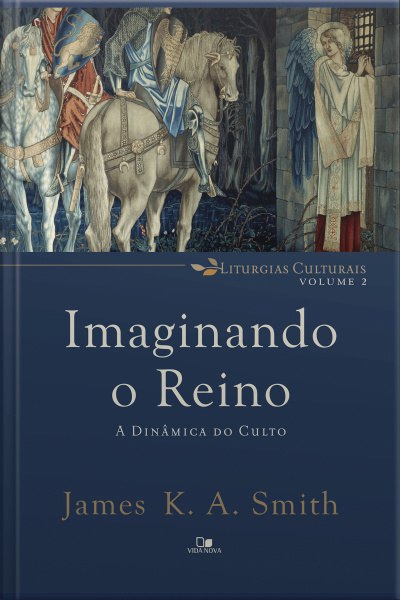 Liturgias Culturais
VOLUME 2
Imaginando
o Reino
A Dinâmica do Culto
James K. A. Smith
VIDA NOVA